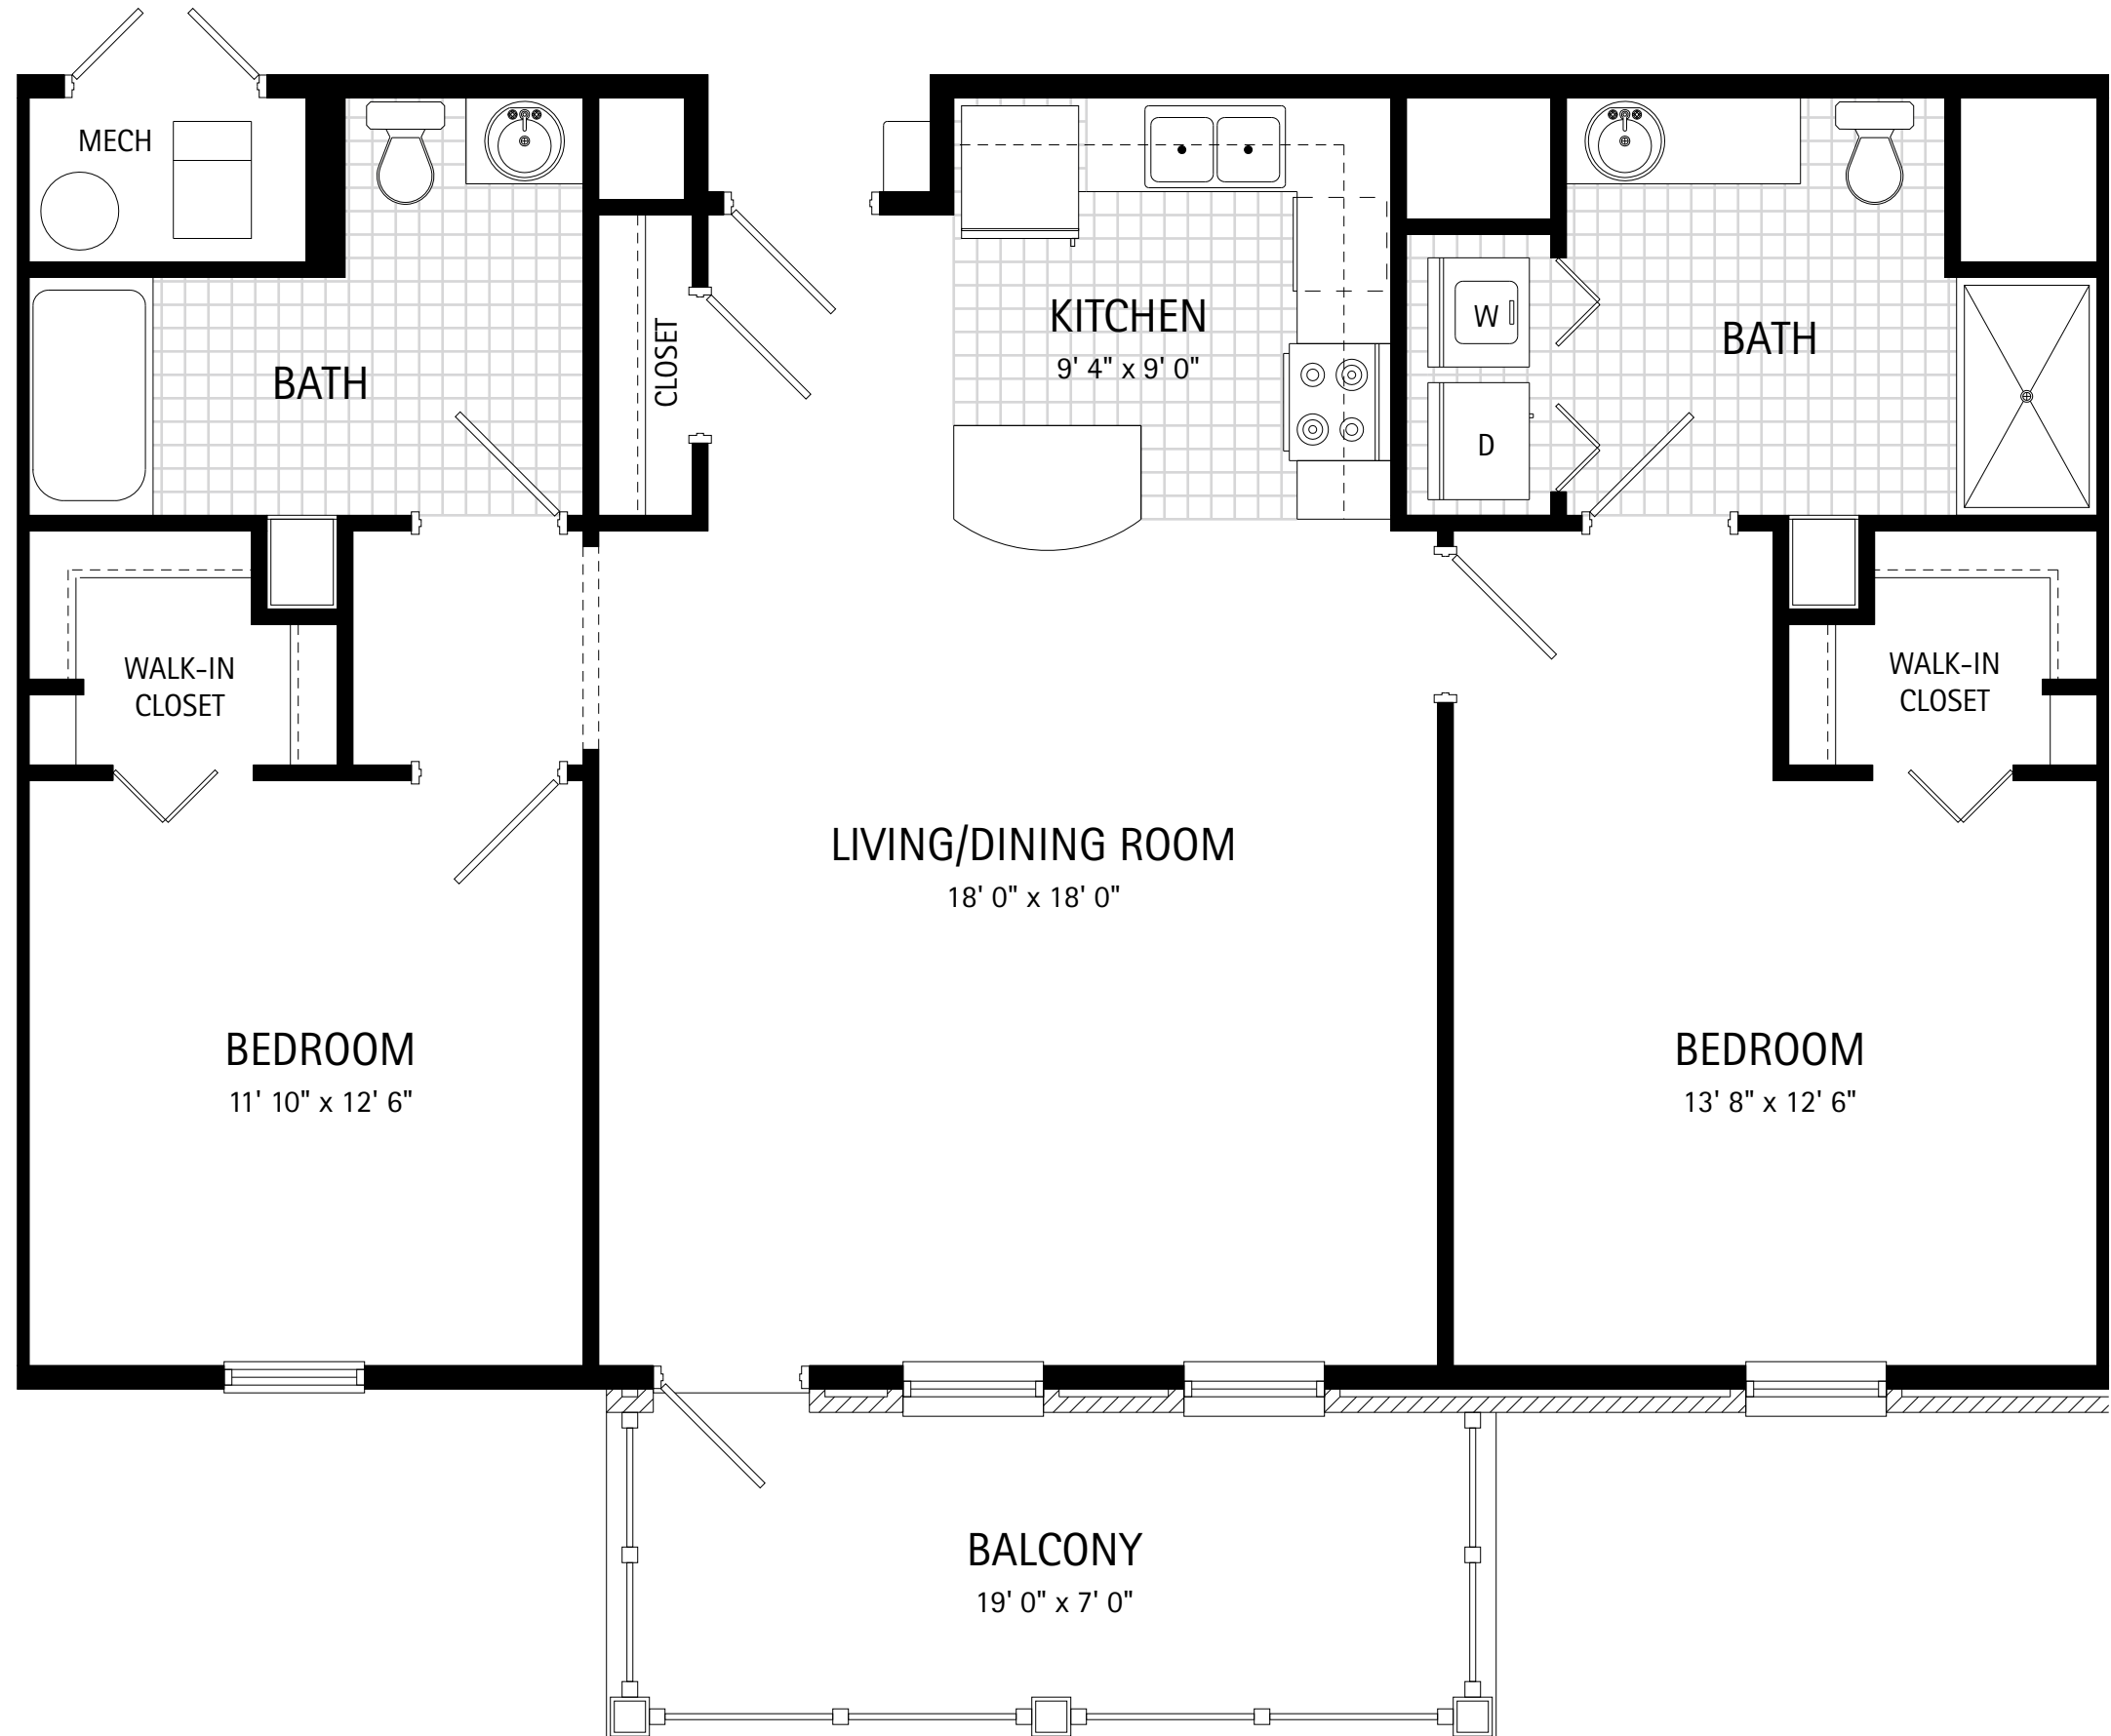 MECH
BATH
CLOSET
KITCHEN
9' 4" x 9' 0"
W
D
BATH
WALK-IN
CLOSET
WALK-IN
CLOSET
LIVING/DINING ROOM
18' 0" x 18' 0"
BEDROOM
11' 10" x 12' 6"
BEDROOM
13' 8" x 12' 6"
BALCONY
19' 0" x 7' 0"